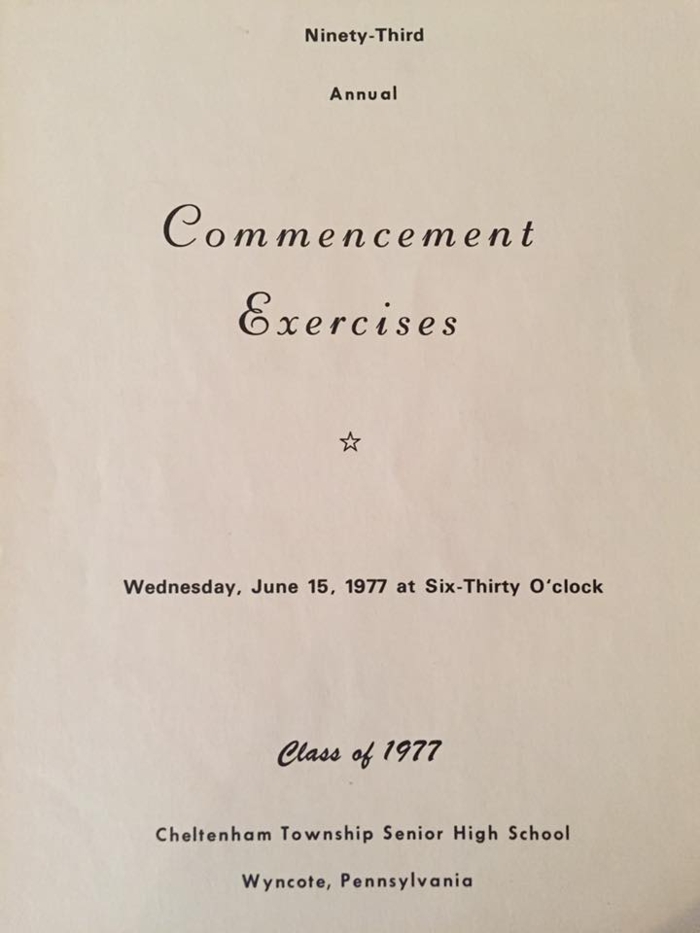 Ninety-Third
Annual
Commencement
Exercises
Wednesday, June 15, 1977 at Six-Thirty O'clock
Class of 1977
Cheltenham Township Senior High School
Wyncote, Pennsylvania